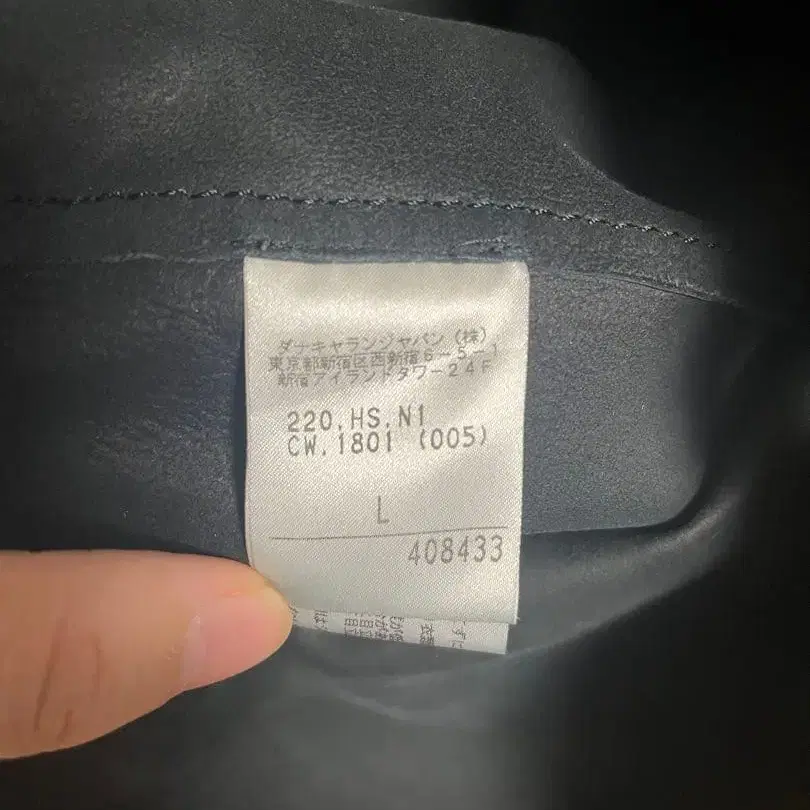 ダーキャランジャパン (株)
東京都新宿区西新宿6-5-1
新宿アイランドタワー24F
220.HS.N1
CW.1801 (005)
L
408433